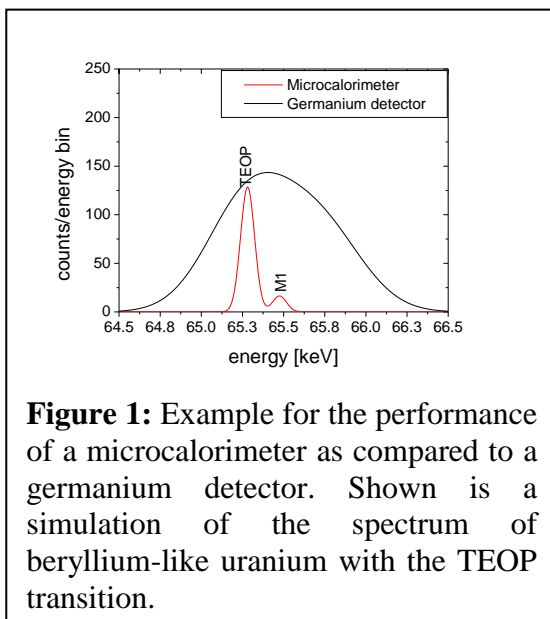 250
200
150
100
50
0
counts/energy bin
Microcalorimeter
Germanium detector
TEOP
M1
64.5 64.8 65.0 65.3 65.5 65.8 66.0 66.3 66.5
energy [keV]
Figure 1: Example for the performance
of a microcalorimeter as compared to a
germanium detector. Shown is a
simulation of the spectrum of
beryllium-like uranium with the TEOP
transition.